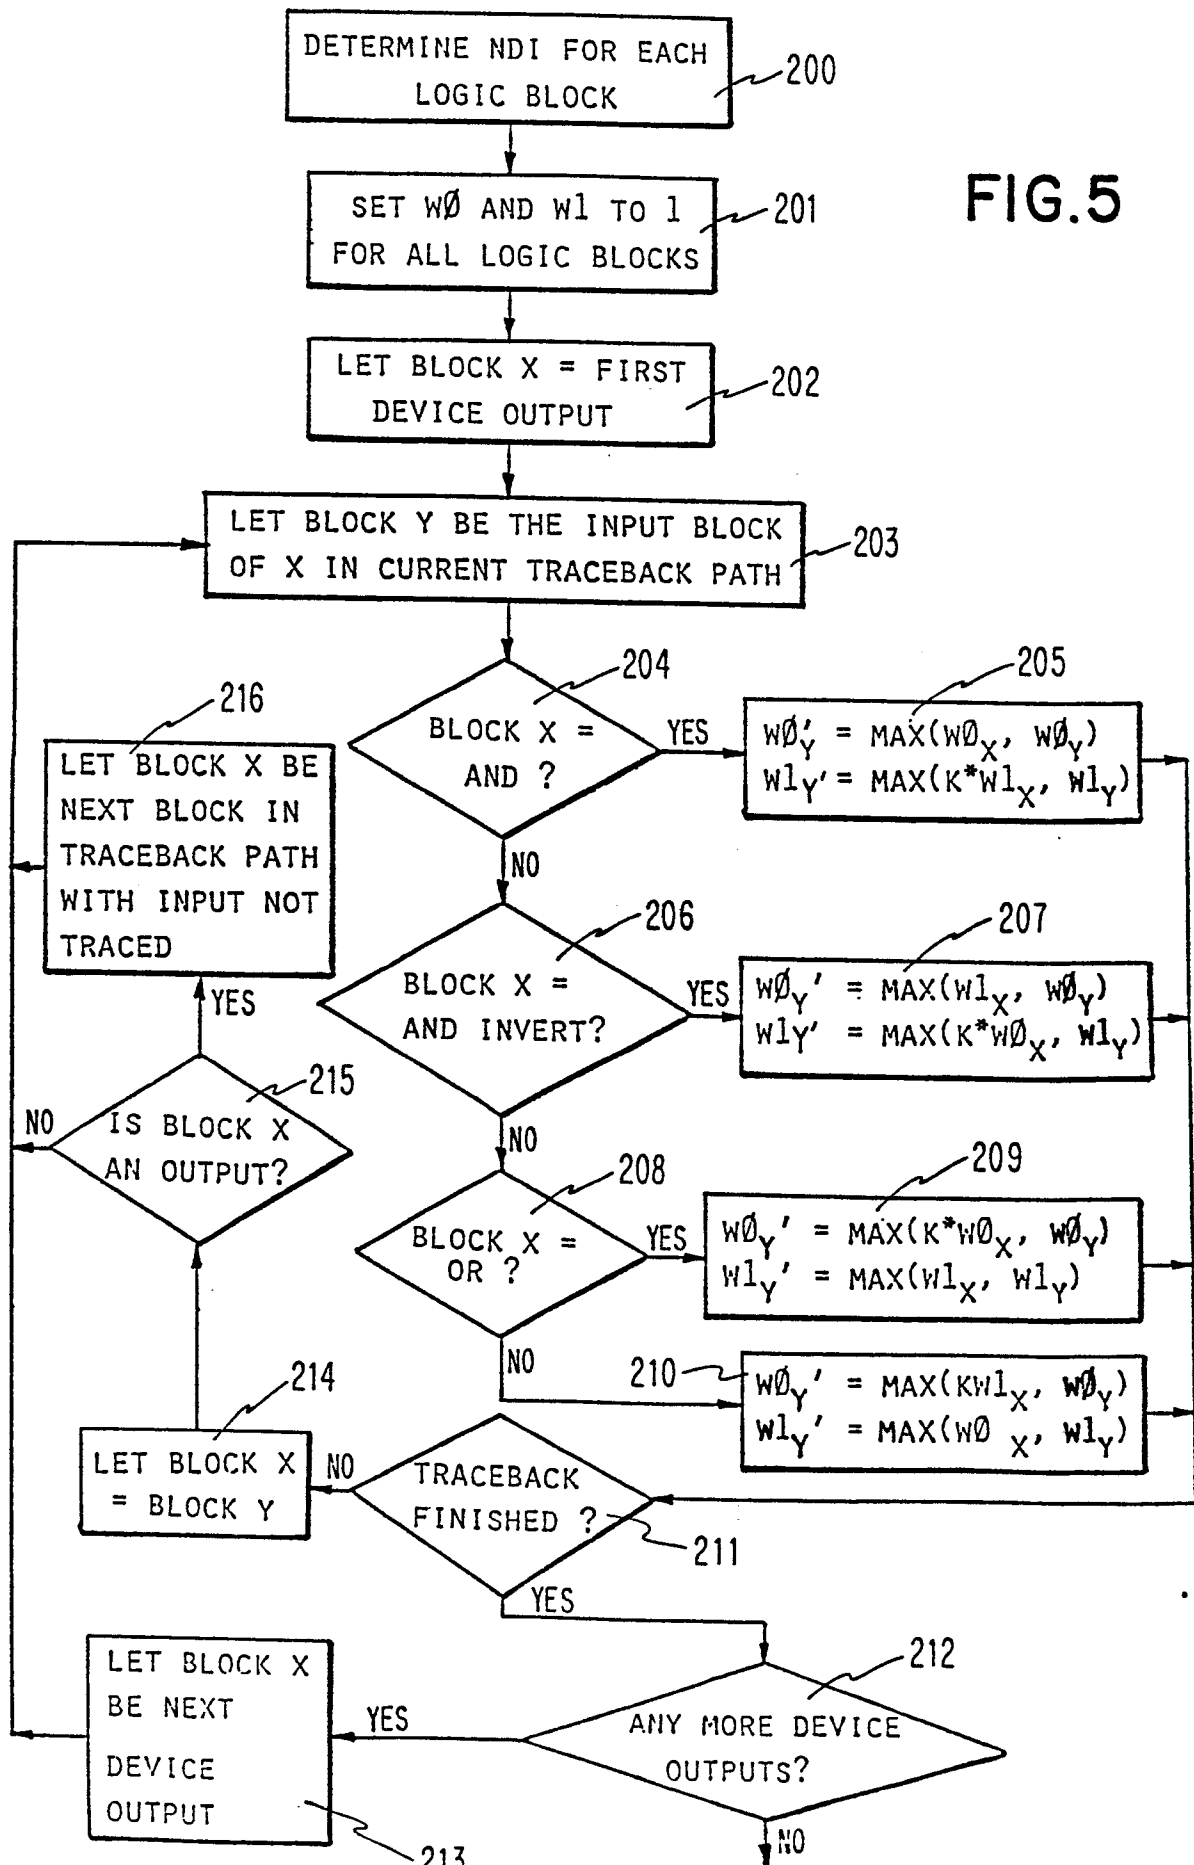 DETERMINE NDI FOR EACH
LOGIC BLOCK
200
FIG.5
SET WØ AND W1 TO 1
FOR ALL LOGIC BLOCKS
201
LET BLOCK X = FIRST
DEVICE OUTPUT
202
LET BLOCK Y BE THE INPUT BLOCK
OF X IN CURRENT TRACEBACK PATH
203
204
BLOCK X =
AND ?
YES
NO
205
WØ'Y = MAX(WØX, WØY)
W1Y' = MAX(K*W1X, W1Y)
216
LET BLOCK X BE
NEXT BLOCK IN
TRACEBACK PATH
WITH INPUT NOT
TRACED
YES
206
BLOCK X =
AND INVERT?
YES
NO
207
WØY' = MAX(W1X, WØY)
W1Y' = MAX(K*WØX, W1Y)
215
IS BLOCK X
AN OUTPUT?
NO
208
BLOCK X =
OR ?
YES
NO
209
WØY' = MAX(K*WØX, WØY)
W1Y' = MAX(W1X, W1Y)
210
WØY' = MAX(KW1X, WØY)
W1Y' = MAX(WØ X, W1Y)
214
LET BLOCK X
= BLOCK Y
NO
TRACEBACK
FINISHED ?
211
YES
212
ANY MORE DEVICE
OUTPUTS?
YES
NO
LET BLOCK X
BE NEXT
DEVICE
OUTPUT
213